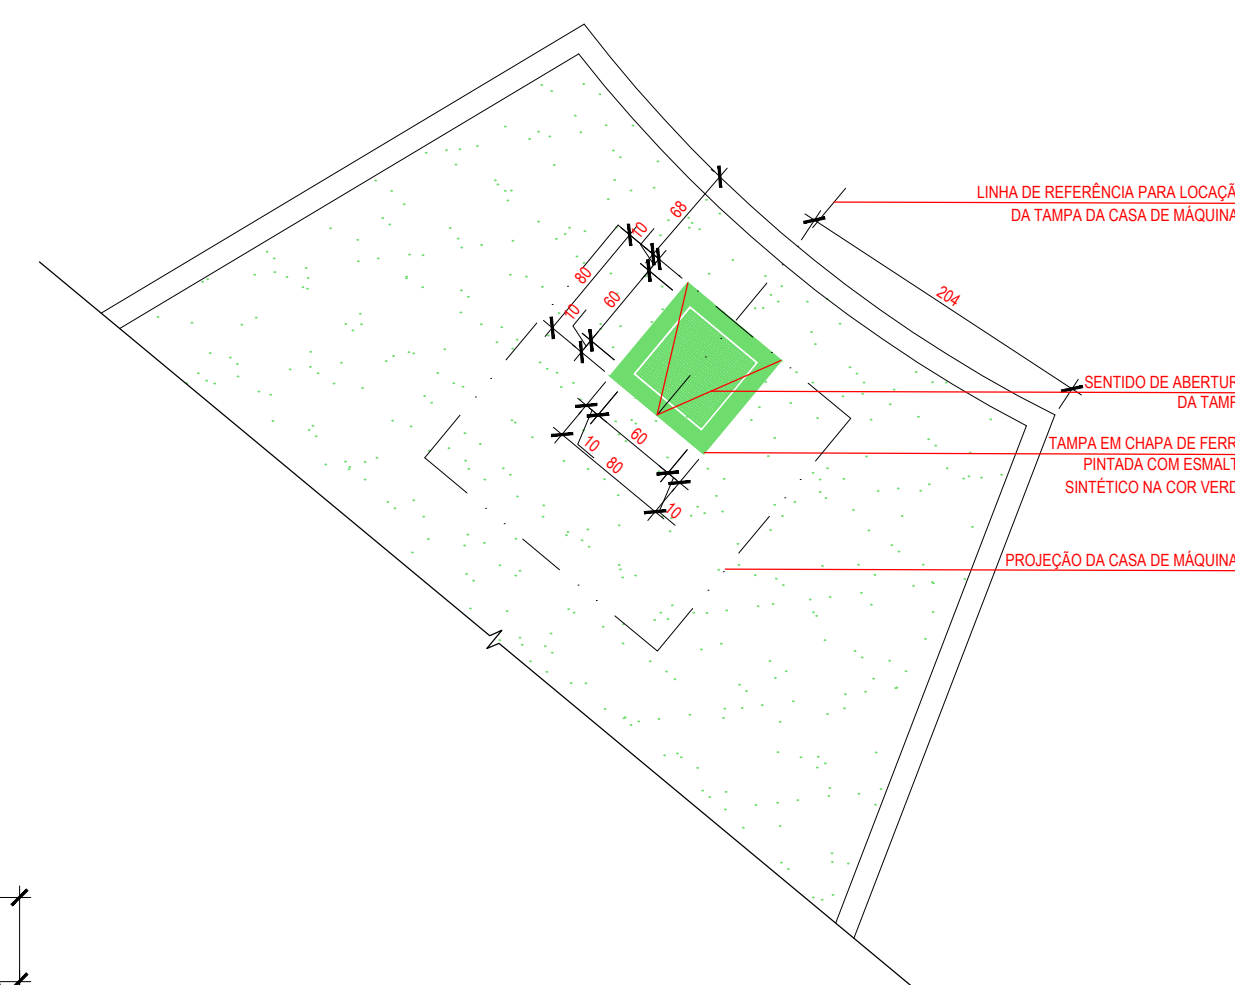 LINHA DE REFERÊNCIA PARA LOCAÇÃ
DA TAMPA DA CASA DE MÁQUINA
68
10
80
60
10
204
SENTIDO DE ABERTUR
DA TAMP
60
10
80
10
TAMPA EM CHAPA DE FERR
PINTADA COM ESMALT
SINTÉTICO NA COR VERD
PROJEÇÃO DA CASA DE MÁQUINA